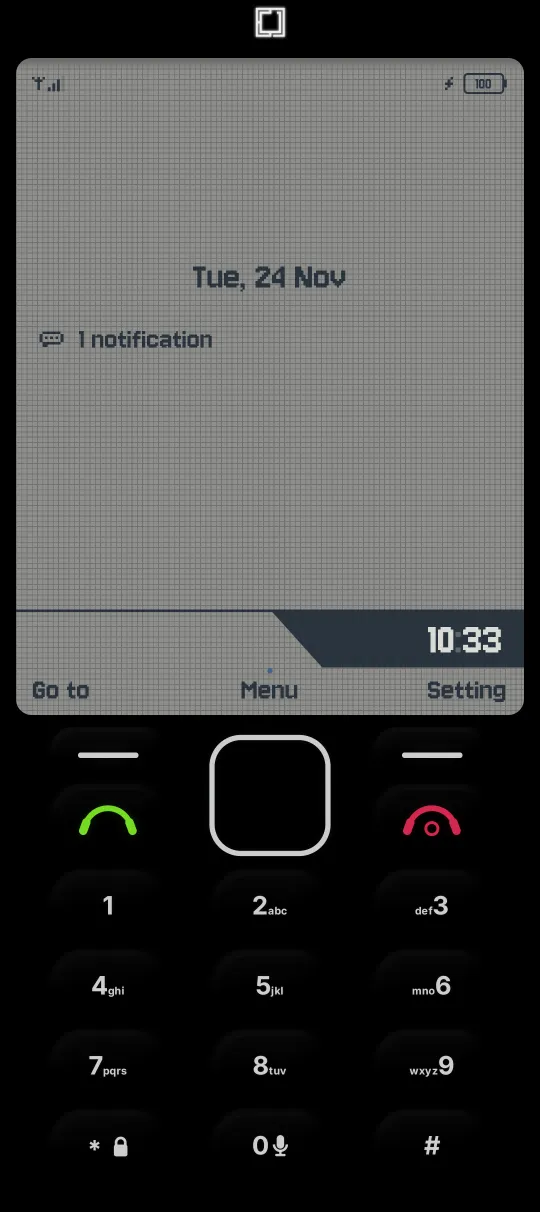 100
Tue, 24 Nov
1 notification
10:33
Go to Menu Setting
1 2abc def3
4ghi 5jkl mno6
7pqrs 8tuv wxyz9
* 0 #